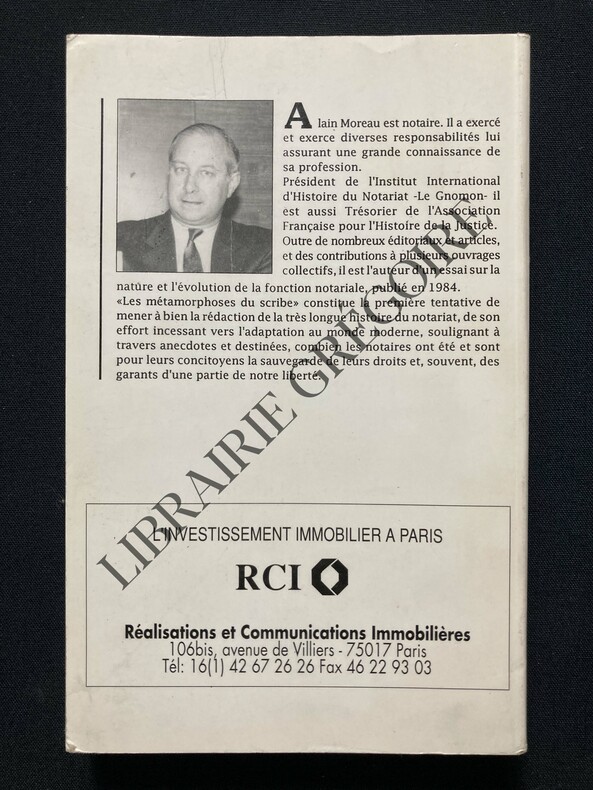 Alain Moreau est notaire. Il a exercé
et exerce diverses responsabilités lui
assurant une grande connaissance de
sa profession.
Président de l'Institut International
d'Histoire du Notariat -Le Gnomon- il
est aussi Trésorier de l'Association
Française pour l'Histoire de la Justice.
Outre de nombreux éditoriaux et articles,
et des contributions à plusieurs ouvrages
collectifs, il est l'auteur d'un essai sur la
nature et l'évolution de la fonction notariale, publié en 1984.
«Les métamorphoses du scribe» constitue la première tentative de
mener à bien la rédaction de la très longue histoire du notariat, de son
effort incessant vers l'adaptation au monde moderne, soulignant à
travers anecdotes et destinées, combien les notaires ont été et sont
pour leurs concitoyens la sauvegarde de leurs droits et, souvent, des
garants d'une partie de notre liberté.
LIBRAIRIE GRÉGOIRE
L'INVESTISSEMENT IMMOBILIER A PARIS
RCI
Réalisations et Communications Immobilières
106bis, avenue de Villiers - 75017 Paris
Tél: 16(1) 42 67 26 26 Fax 46 22 93 03